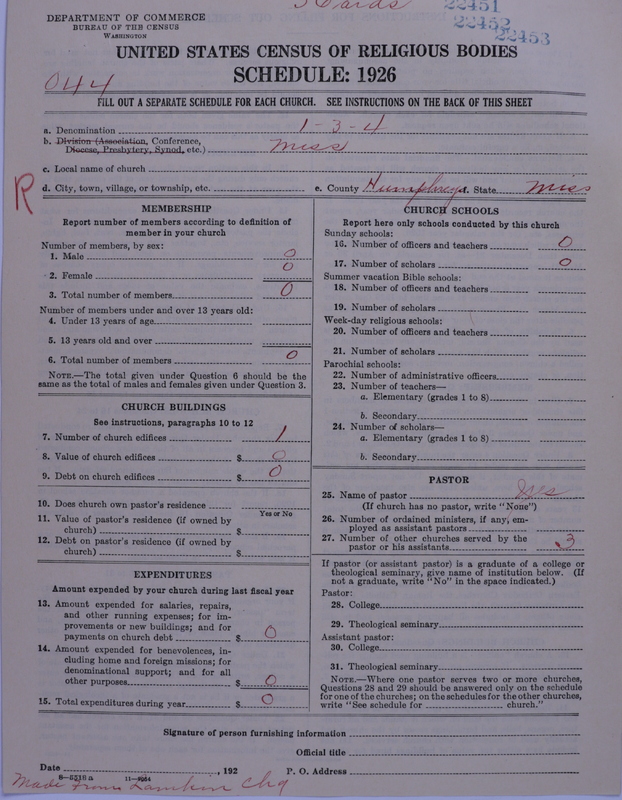 3 Cards
22451
22452
22453
DEPARTMENT OF COMMERCE
BUREAU OF THE CENSUS
WASHINGTON
UNITED STATES CENSUS OF RELIGIOUS BODIES
SCHEDULE: 1926
044
FILL OUT A SEPARATE SCHEDULE FOR EACH CHURCH. SEE INSTRUCTIONS ON THE BACK OF THIS SHEET
a. Denomination 1-3-4
b. Division (Association, Conference, Diocese, Presbytery, Synod, etc.) Miss
c. Local name of church
R
d. City, town, village, or township, etc. e. County Humphreys f. State Miss
MEMBERSHIP
Report number of members according to definition of
member in your church
Number of members, by sex:
1. Male 0
2. Female 0
3. Total number of members 0
Number of members under and over 13 years old:
4. Under 13 years of age
5. 13 years old and over
6. Total number of members 0
NOTE.—The total given under Question 6 should be the
same as the total of males and females given under Question 3.
CHURCH BUILDINGS
See instructions, paragraphs 10 to 12
7. Number of church edifices 1
8. Value of church edifices $ 0
9. Debt on church edifices $ 0
10. Does church own pastor's residence
Yes or No
11. Value of pastor's residence (if owned by
church) $
12. Debt on pastor's residence (if owned by
church) $
EXPENDITURES
Amount expended by your church during last fiscal year
13. Amount expended for salaries, repairs,
and other running expenses; for im-
provements or new buildings; and for
payments on church debt $ 0
14. Amount expended for benevolences, in-
cluding home and foreign missions; for
denominational support; and for all
other purposes $ 0
15. Total expenditures during year $ 0
CHURCH SCHOOLS
Report here only schools conducted by this church
Sunday schools:
16. Number of officers and teachers 0
17. Number of scholars 0
Summer vacation Bible schools:
18. Number of officers and teachers
19. Number of scholars
Week-day religious schools:
20. Number of officers and teachers
21. Number of scholars
Parochial schools:
22. Number of administrative officers
23. Number of teachers—
a. Elementary (grades 1 to 8)
b. Secondary
24. Number of scholars—
a. Elementary (grades 1 to 8)
b. Secondary
PASTOR
25. Name of pastor Yes
(If church has no pastor, write "None")
26. Number of ordained ministers, if any, em-
ployed as assistant pastors
27. Number of other churches served by the
pastor or his assistants 3
If pastor (or assistant pastor) is a graduate of a college or
theological seminary, give name of institution below. (If
not a graduate, write "No" in the space indicated.)
Pastor:
28. College
29. Theological seminary
Assistant pastor:
30. College
31. Theological seminary
NOTE.—Where one pastor serves two or more churches,
Questions 28 and 29 should be answered only on the schedule
for one of the churches; on the schedules for the other churches,
write "See schedule for church."
Signature of person furnishing information
Official title
Date , 192 P. O. Address
8—5218 a 11—9054
Made from Lamkin Chg